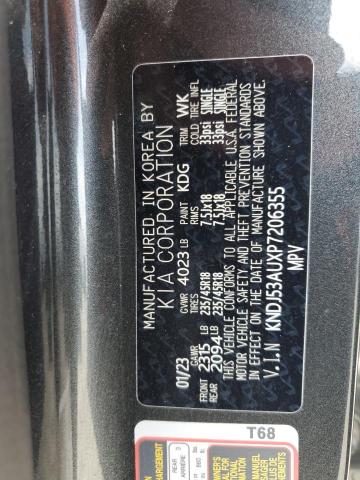 MANUFACTURED IN KOREA BY
KIA CORPORATION
01/23 GVWR 4023 LB PAINT KDG TRIM WK
GAWR TIRES RIMS COLD TIRE INFL
FRONT 2315 LB 235/45R18 7.5Jx18 33psi SINGLE
REAR 2094 LB 235/45R18 7.5Jx18 33psi SINGLE
THIS VEHICLE CONFORMS TO ALL APPLICABLE U.S.A. FEDERAL
MOTOR VEHICLE SAFETY AND THEFT PREVENTION STANDARDS IN
EFFECT ON THE DATE OF MANUFACTURE SHOWN ABOVE.
V.I.N KNDJ53AUXP7206355
MPV
T68
REAR 3